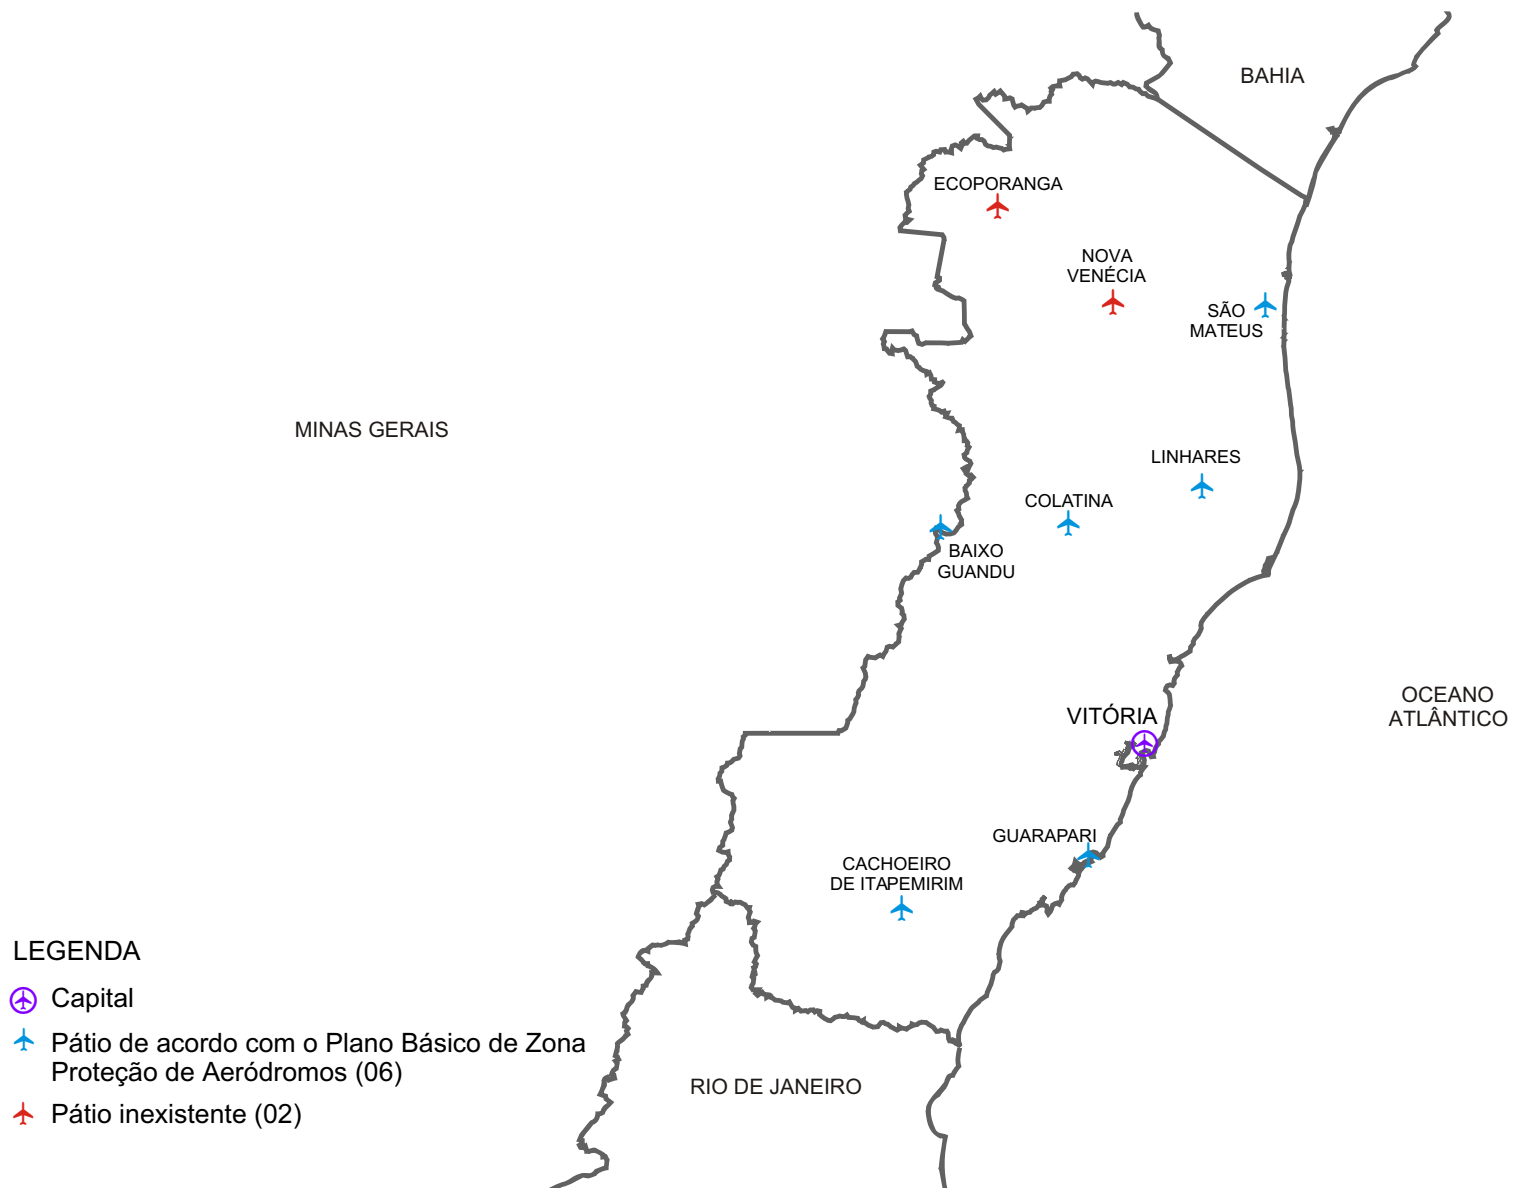 BAHIA
ECOPORANGA
NOVA
VENÉCIA
SÃO
MATEUS
MINAS GERAIS
LINHARES
COLATINA
BAIXO
GUANDU
OCEANO
ATLÂNTICO
VITÓRIA
GUARAPARI
CACHOEIRO
DE ITAPEMIRIM
LEGENDA
Capital
Pátio de acordo com o Plano Básico de Zona
Proteção de Aeródromos (06)
Pátio inexistente (02)
RIO DE JANEIRO